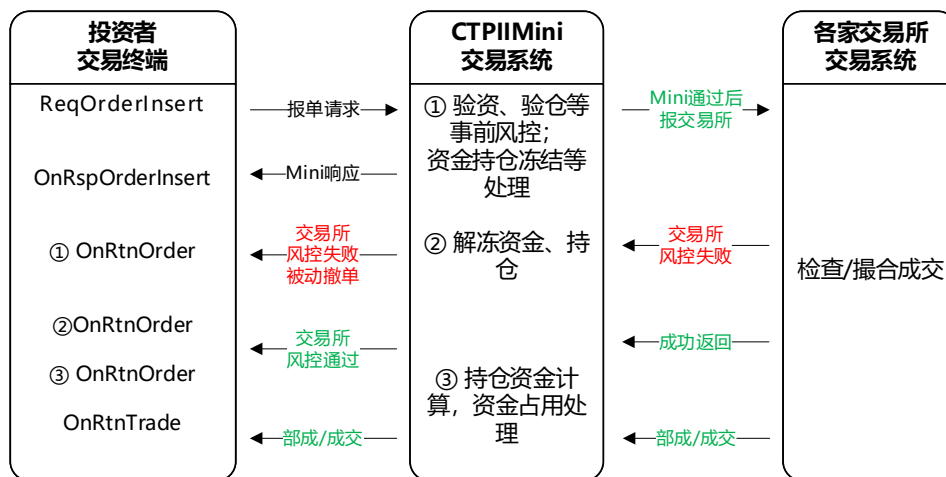 投资者
交易终端
CTPIIMini
交易系统
各家交易所
交易系统
ReqOrderInsert
报单请求
① 验资、验仓等
事前风控；
资金持仓冻结等
处理
Mini通过后
报交易所
OnRspOrderInsert
Mini响应
① OnRtnOrder
交易所
风控失败
被动撤单
② 解冻资金、持
仓
交易所
风控失败
检查/撮合成交
②OnRtnOrder
交易所
风控通过
成功返回
③ OnRtnOrder
③ 持仓资金计
算，资金占用处
理
OnRtnTrade
部成/成交
部成/成交